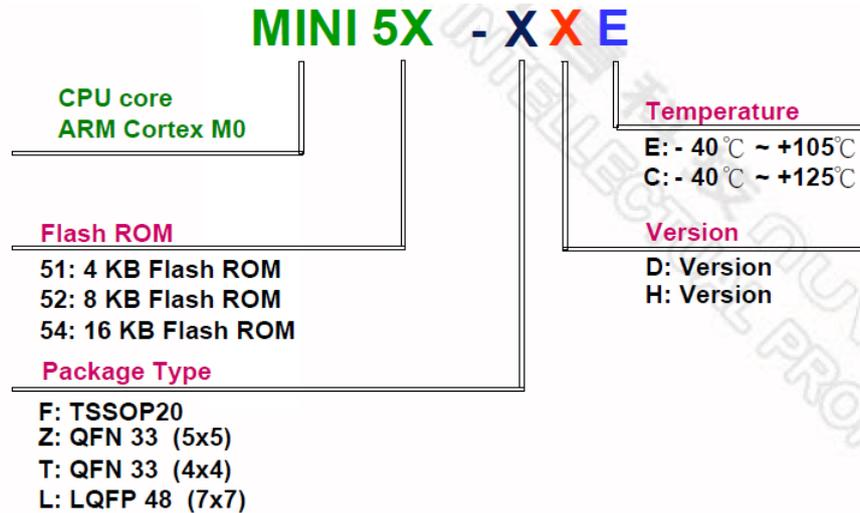 MINI 5X - X X E
CPU core
ARM Cortex M0
Temperature
E: - 40℃ ~ +105℃
C: - 40℃ ~ +125℃
Flash ROM
51: 4 KB Flash ROM
52: 8 KB Flash ROM
54: 16 KB Flash ROM
Version
D: Version
H: Version
Package Type
F: TSSOP20
Z: QFN 33 (5x5)
T: QFN 33 (4x4)
L: LQFP 48 (7x7)
INTELLECTUAL